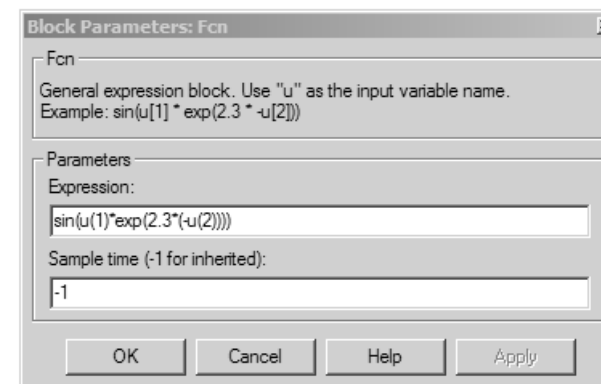 Block Parameters: Fcn
Fcn
General expression block. Use "u" as the input variable name.
Example: sin(u[1] * exp(2.3 * -u[2]))
Parameters
Expression:
sin(u(1)*exp(2.3*(-u(2))))
Sample time (-1 for inherited):
-1
OK Cancel Help Apply